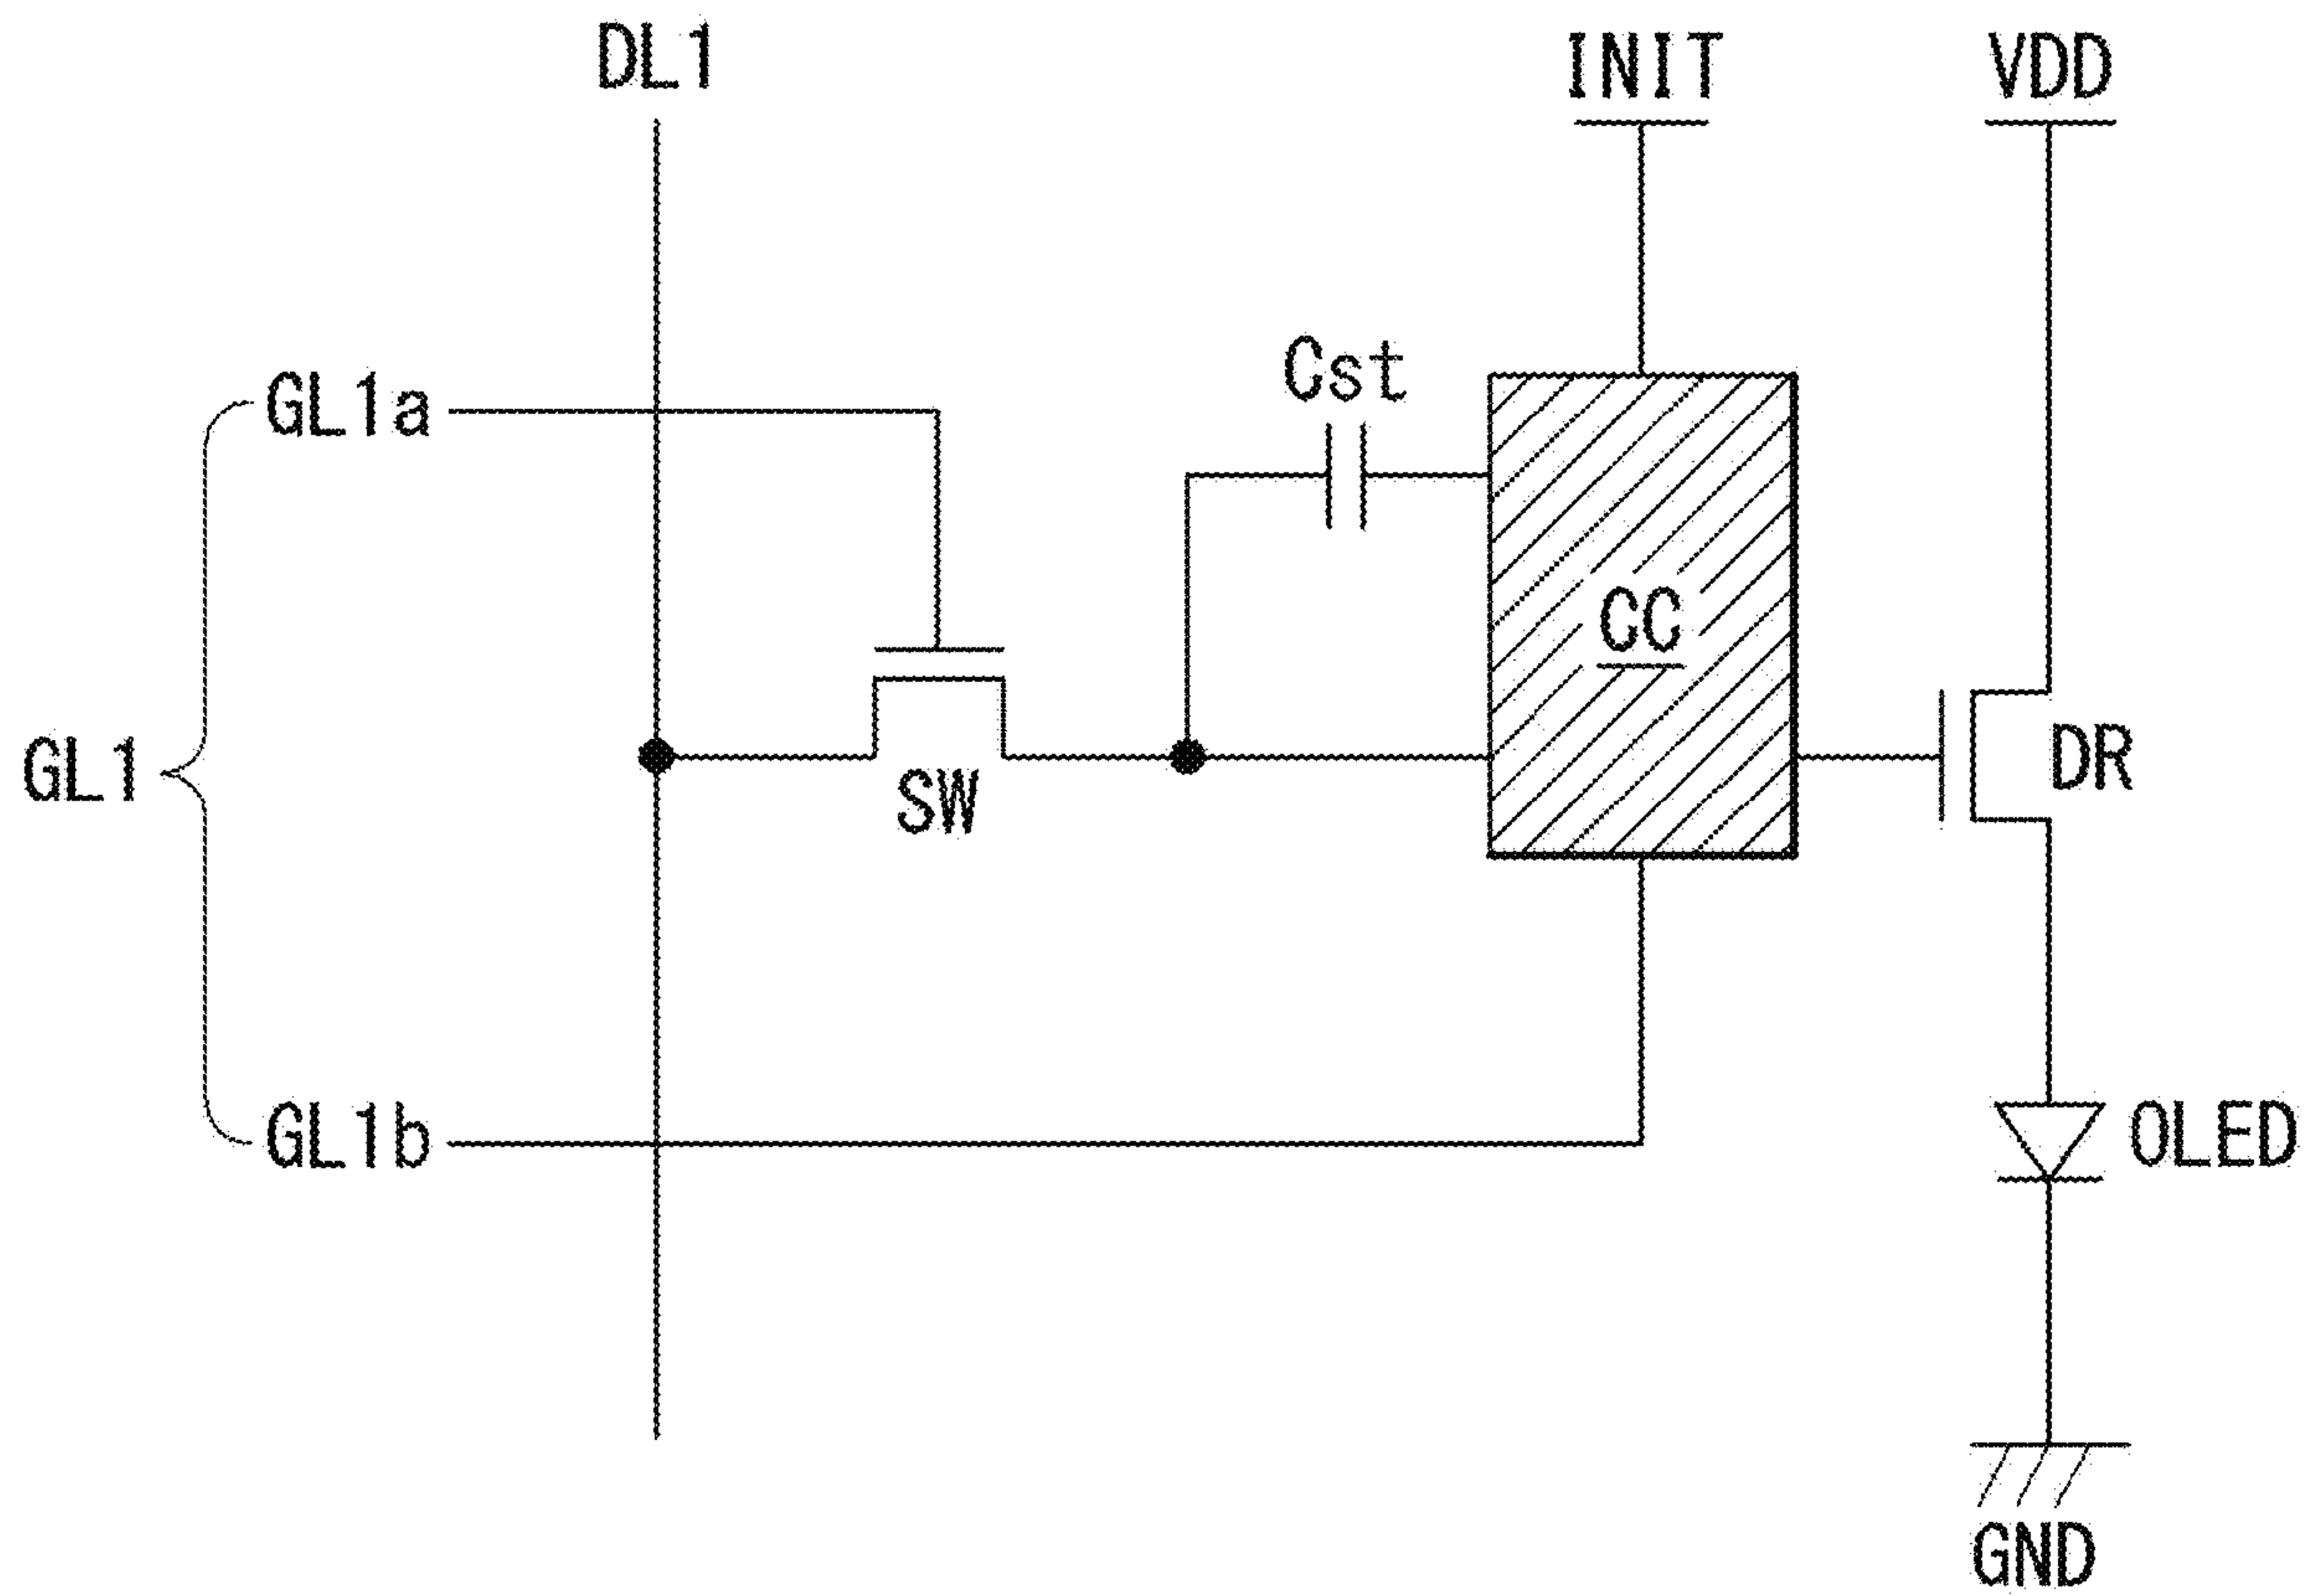 DL1
INIT
VDD
Cst
GL1a
CC
GL1
SW
DR
GL1b
OLED
GND